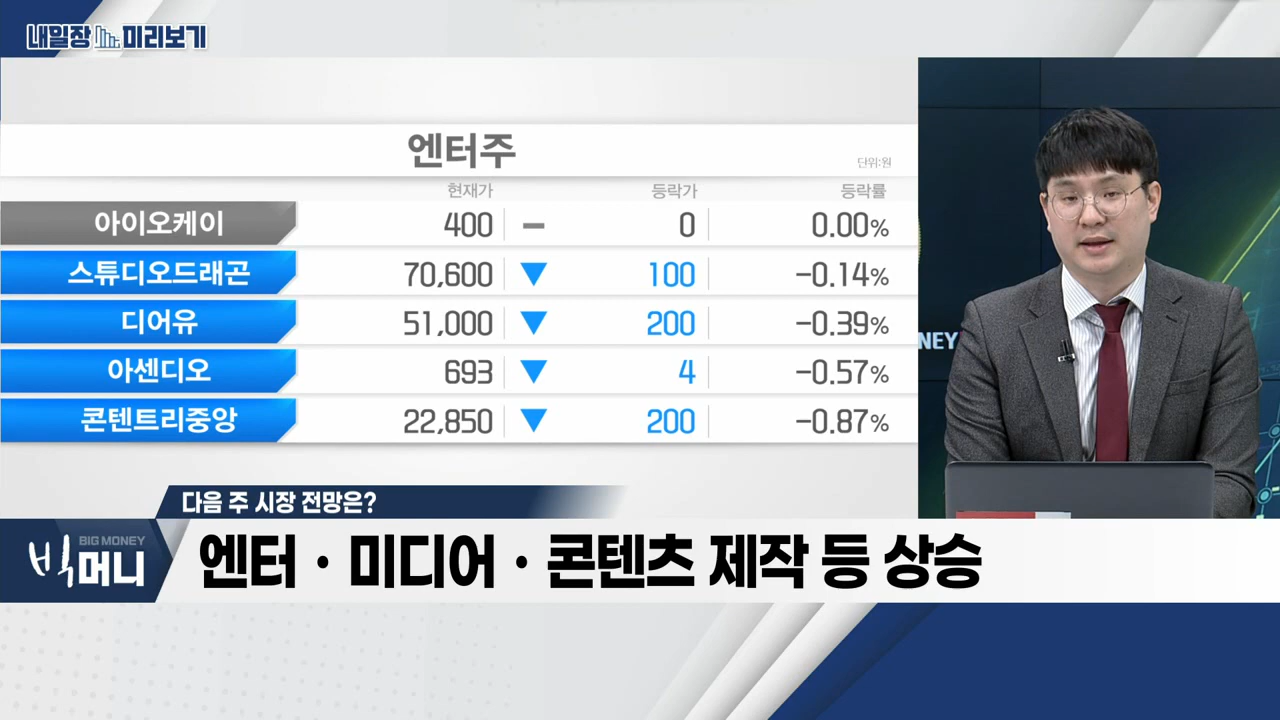 내일장 미리보기
엔터주
단위:원
현재가 등락가 등락률
아이오케이 400 – 0 0.00%
스튜디오드래곤 70,600 ▼ 100 -0.14%
디어유 51,000 ▼ 200 -0.39%
아센디오 693 ▼ 4 -0.57%
콘텐트리중앙 22,850 ▼ 200 -0.87%
NEY
다음 주 시장 전망은?
BIG MONEY
빅머니
엔터·미디어·콘텐츠 제작 등 상승